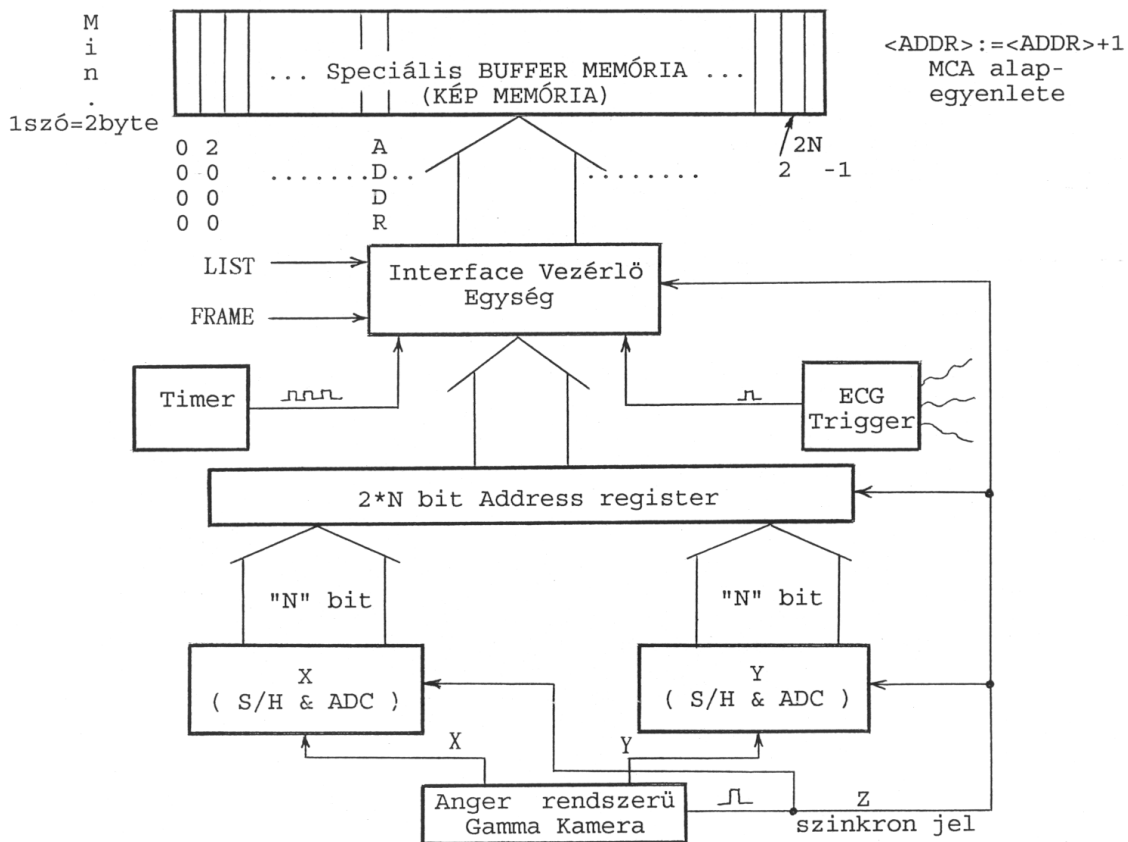 Min.
1szó=2byte
... Speciális BUFFER MEMÓRIA ...
(KÉP MEMÓRIA)
<ADDR>:=<ADDR>+1
MCA alap-
egyenlete
0 2 A 2N
0 0 .......D.. ........ 2 -1
0 0 D
0 0 R
LIST
FRAME
Interface Vezérlö
Egység
Timer
ECG
Trigger
2*N bit Address register
"N" bit
"N" bit
X
( S/H & ADC )
Y
( S/H & ADC )
X
Y
Anger rendszerü
Gamma Kamera
Z
szinkron jel